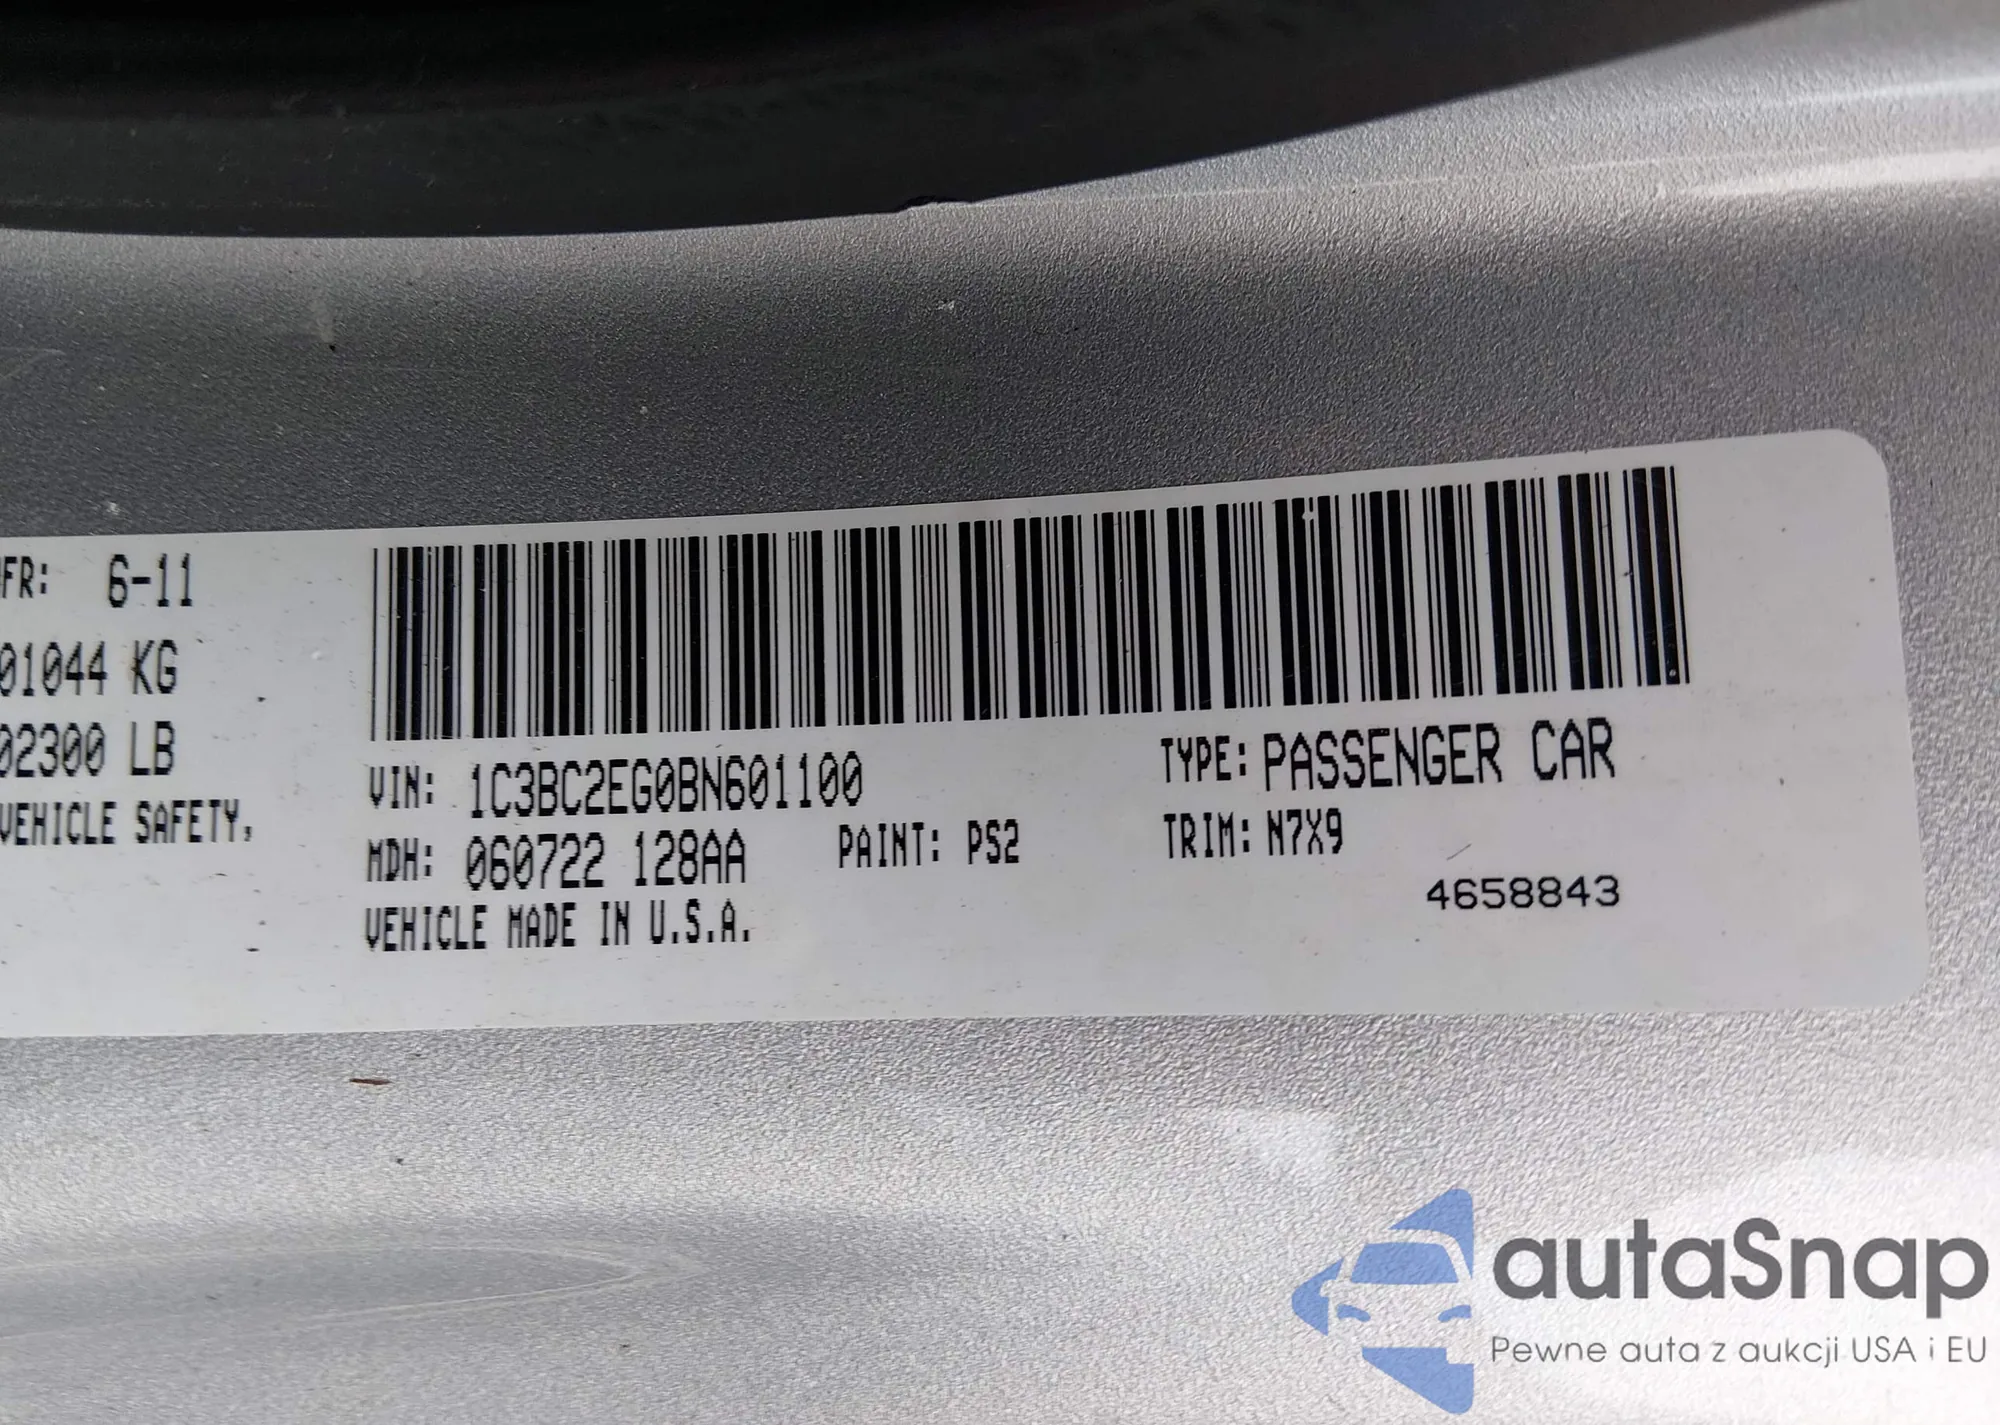 FR: 6-11
01044 KG
02300 LB
VEHICLE SAFETY,
VIN: 1C3BC2EG0BN601100
TYPE: PASSENGER CAR
MDH: 060722 128AA
PAINT: PS2
TRIM: N7X9
VEHICLE MADE IN U.S.A.
4658843
autaSnap
Pewne auta z aukcji USA i EU